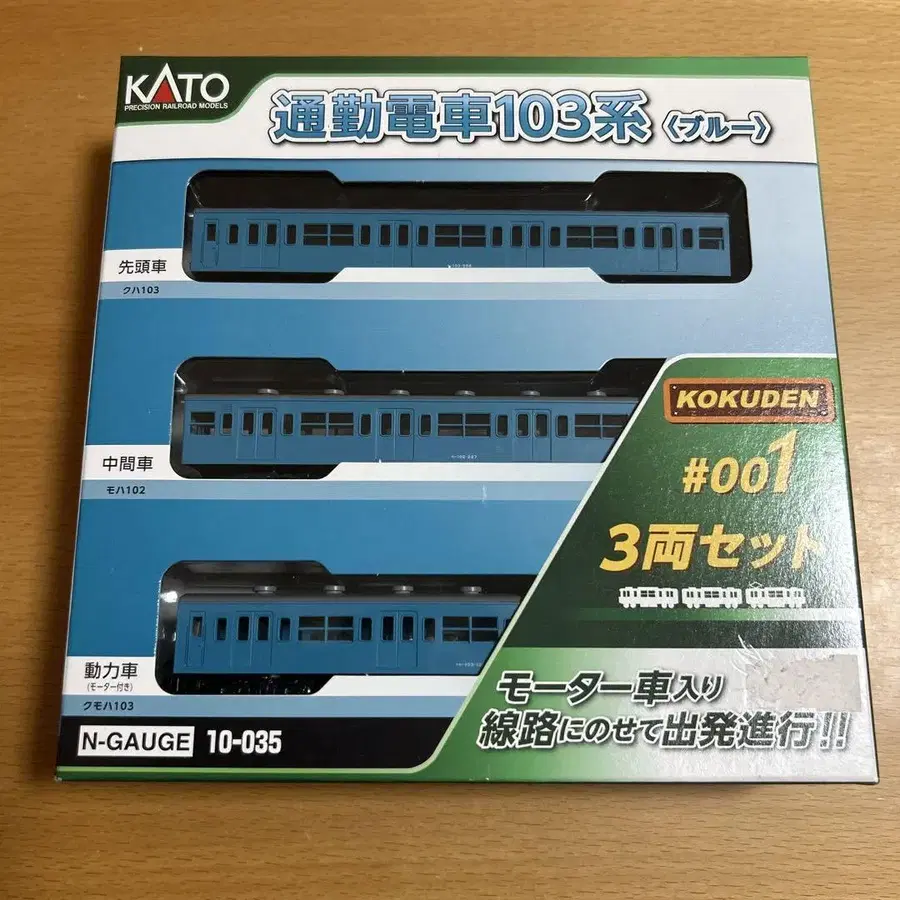 KATO
PRECISION RAILROAD MODELS
通勤電車103系〈ブルー〉
先頭車
クハ103
中間車
モハ102
KOKUDEN
#001
3両セット
動力車
(モーター付き)
クモハ103
モーター車入り
線路にのせて出発進行!!
N-GAUGE 10-035